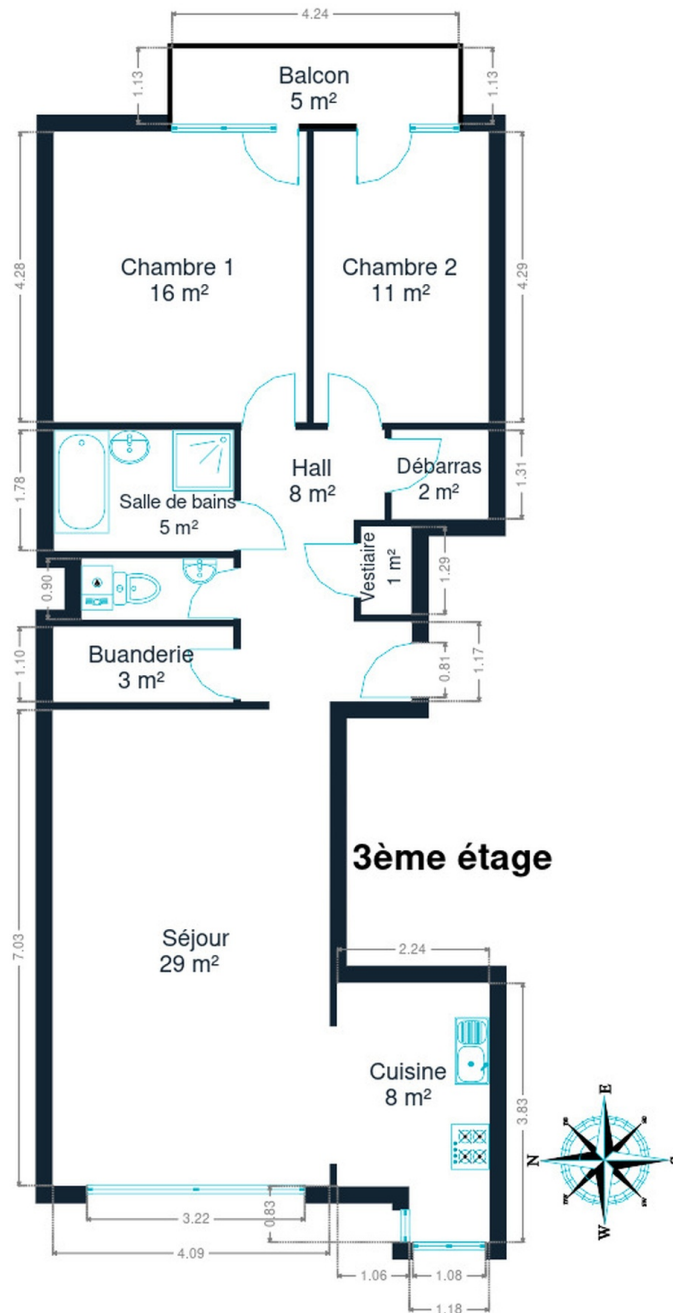 4.24
1.13
1.13
Balcon
5 m²
4.28
Chambre 1
16 m²
Chambre 2
11 m²
4.29
1.78
Salle de bains
5 m²
Hall
8 m²
Débarras
2 m²
1.31
0.90
Vestiaire
1 m²
1.29
1.10
Buanderie
3 m²
0.81
1.17
3ème étage
7.03
Séjour
29 m²
2.24
Cuisine
8 m²
3.83
E
N
W
3.22
0.83
4.09
1.06
1.08
1.18